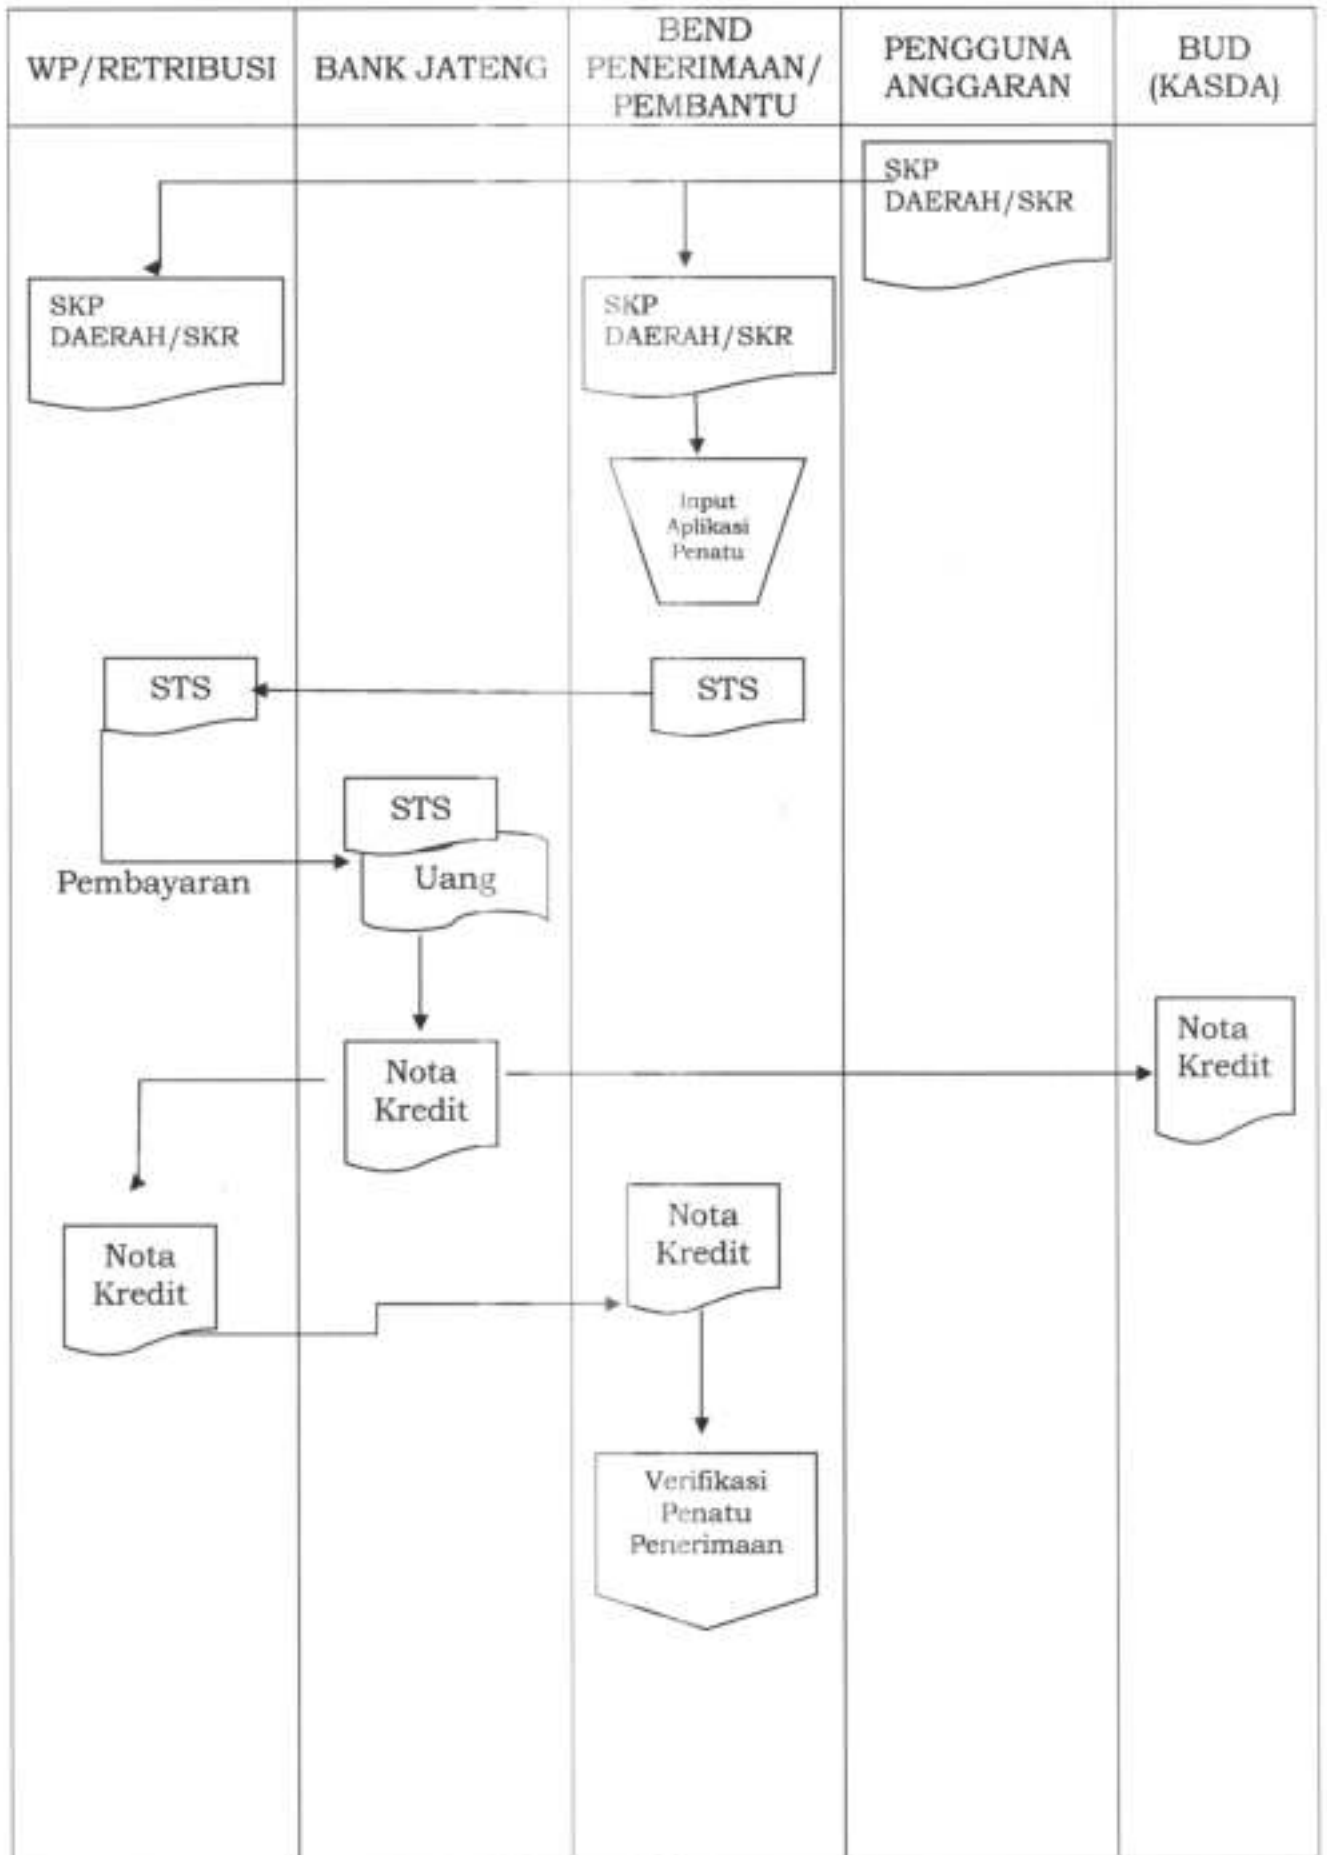 WP/RETRIBUSI
BANK JATENG
BEND
PENERIMAAN/
PEMBANTU
PENGGUNA
ANGGARAN
BUD
(KASDA)
SKP
DAERAH/SKR
SKP
DAERAH/SKR
SKP
DAERAH/SKR
Input
Aplikasi
Penatu
STS
STS
STS
Uang
Pembayaran
Nota
Kredit
Nota
Kredit
Nota
Kredit
Nota
Kredit
Verifikasi
Penatu
Penerimaan